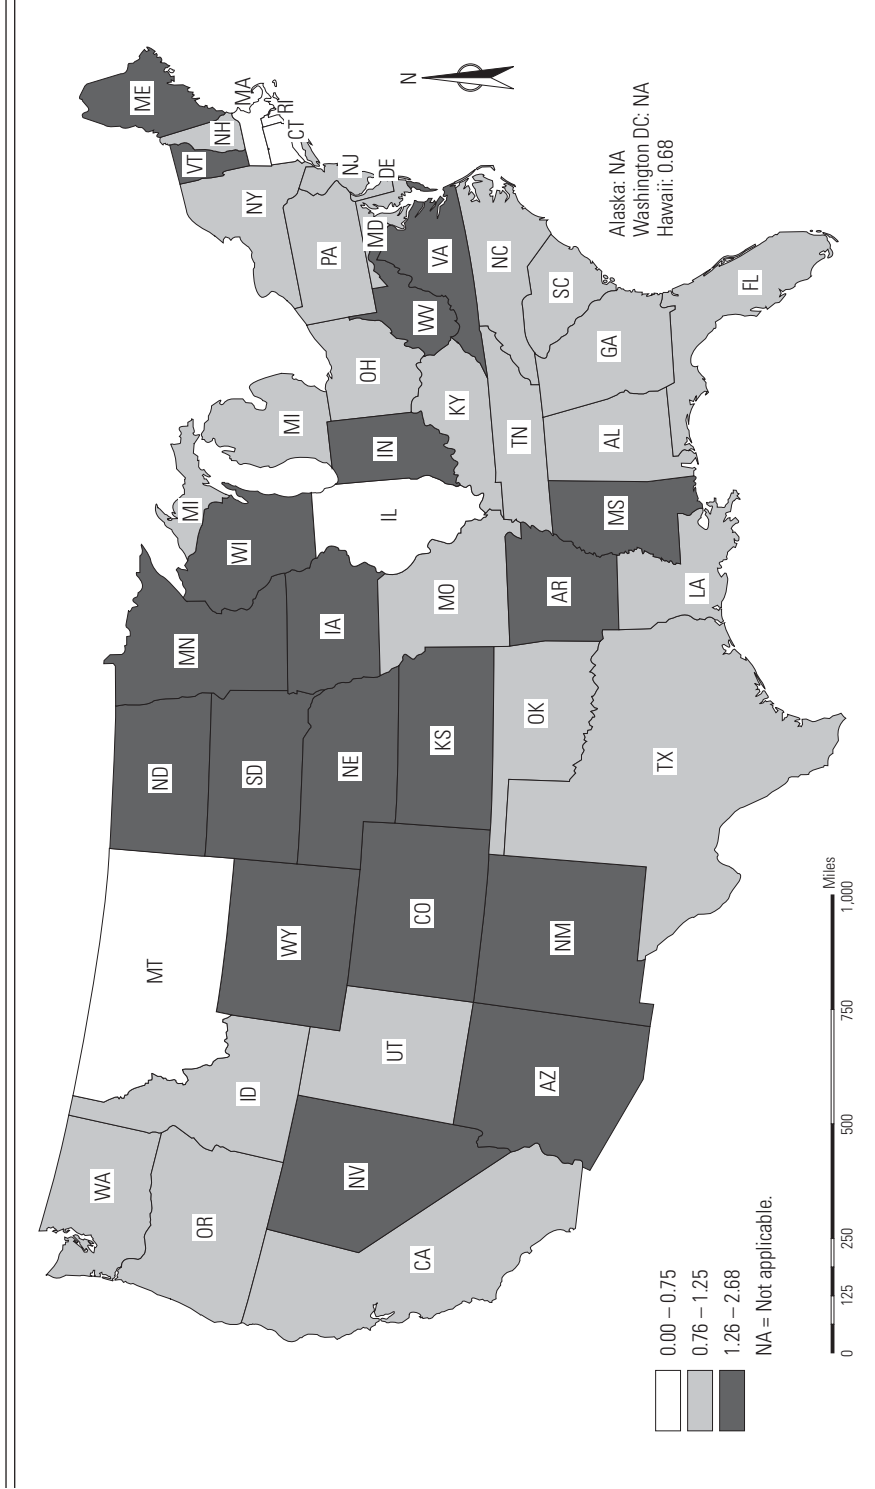 WA
MT
ND
MN
MI
ME
VT
NH
MA
RI
CT
NY
OR
ID
WY
SD
WI
MI
IA
NE
IL
IN
OH
PA
NJ
DE
MD
NV
UT
CO
KS
MO
KY
WV
VA
CA
AZ
NM
OK
AR
TN
NC
SC
TX
LA
MS
AL
GA
FL
N
Alaska: NA
Washington DC: NA
Hawaii: 0.68
0.00 – 0.75
0.76 – 1.25
1.26 – 2.68
NA = Not applicable.
0 125 250 500 750 1,000
Miles